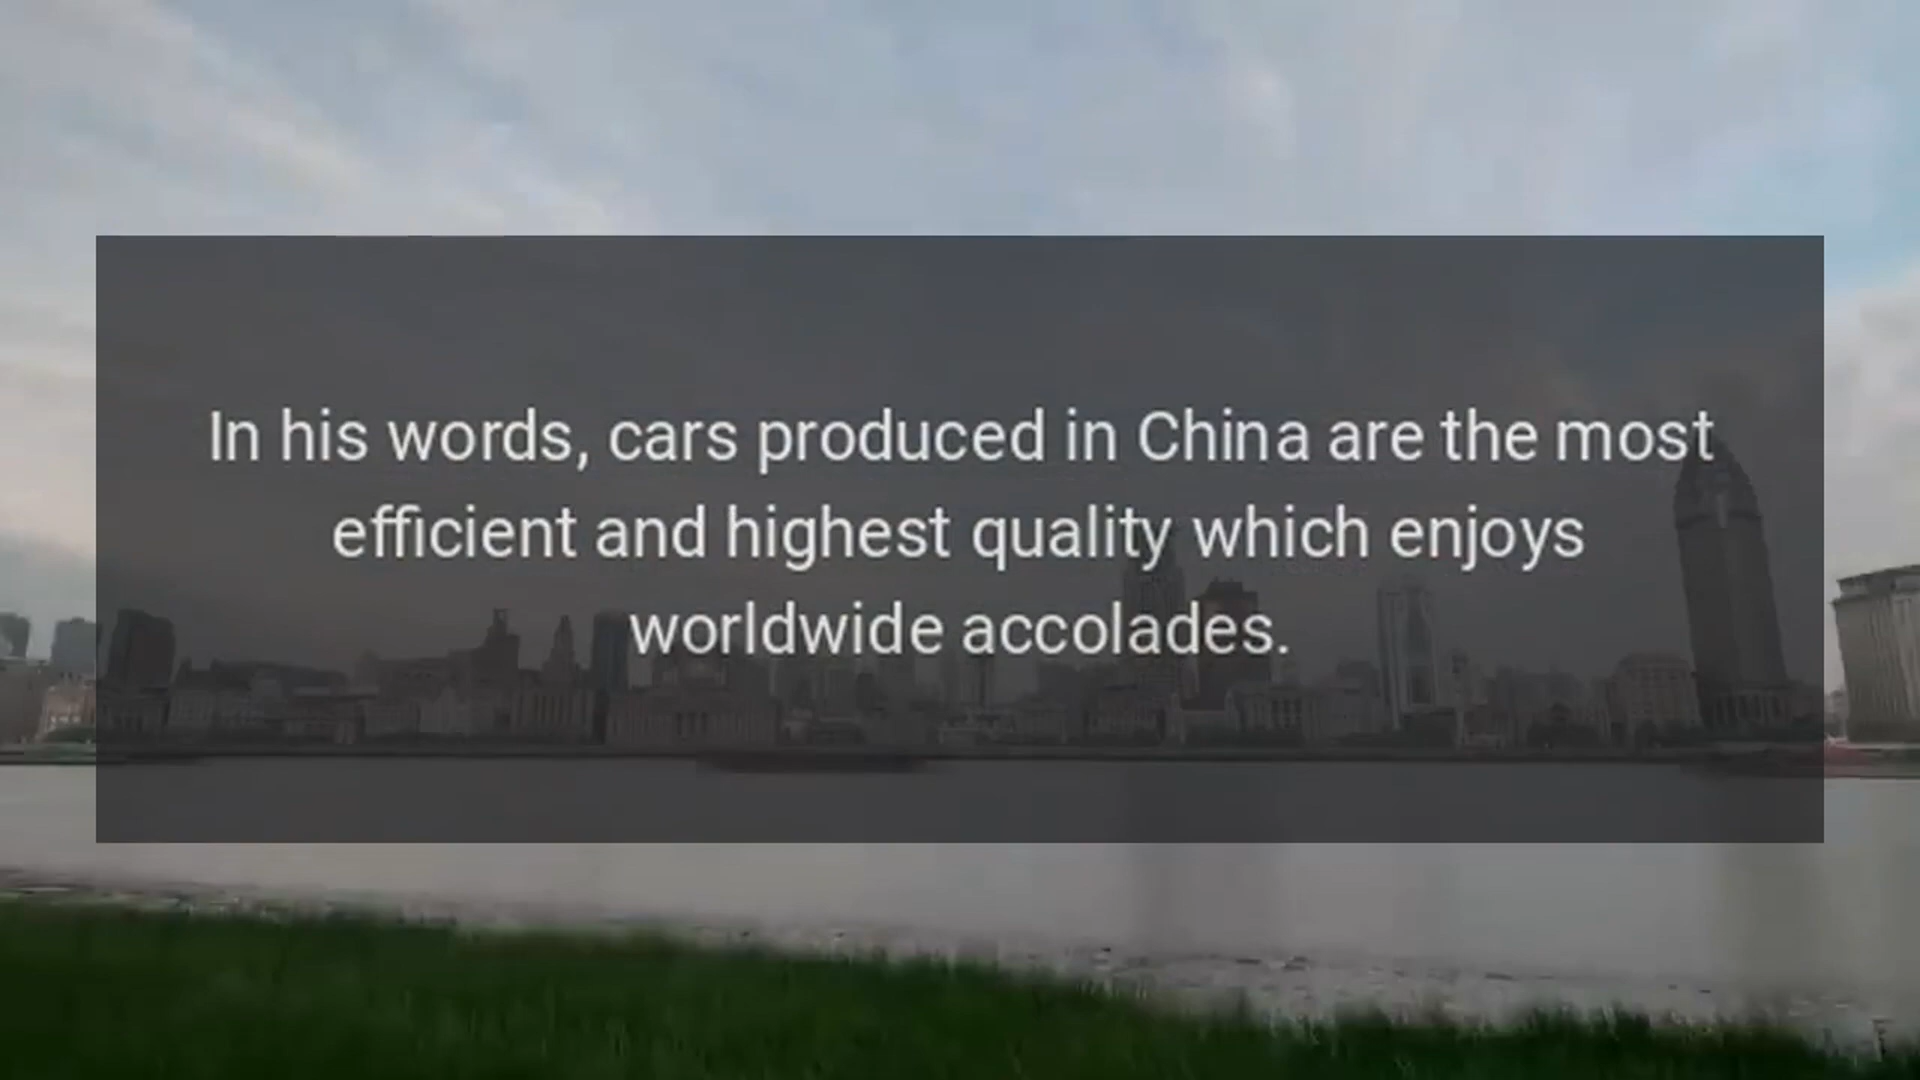 In his words, cars produced in China are the most
efficient and highest quality which enjoys
worldwide accolades.